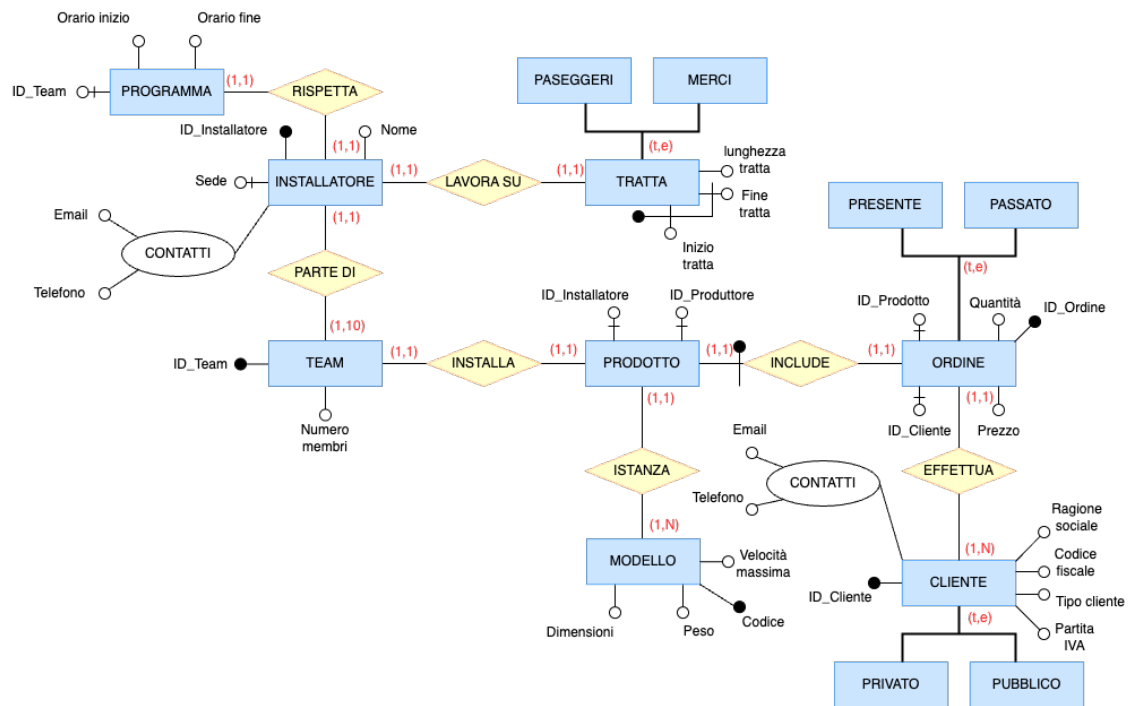 Orario inizio
Orario fine
ID_Team
PROGRAMMA
(1,1)
RISPETTA
PASEGGERI
MERCI
ID_Installatore
Nome
(1,1)
(t,e)
Sede
INSTALLATORE
(1,1)
LAVORA SU
(1,1)
TRATTA
lunghezza
tratta
Fine
tratta
Inizio
tratta
PRESENTE
PASSATO
Email
(1,1)
CONTATTI
Telefono
PARTE DI
(t,e)
ID_Installatore
ID_Produttore
ID_Prodotto
Quantità
ID_Ordine
(1,10)
ID_Team
TEAM
(1,1)
INSTALLA
(1,1)
PRODOTTO
(1,1)
INCLUDE
(1,1)
ORDINE
Numero
membri
(1,1)
ID_Cliente
(1,1)
Prezzo
Email
ISTANZA
CONTATTI
EFFETTUA
Telefono
(1,N)
Ragione
sociale
MODELLO
Velocità
massima
(1,N)
Codice
fiscale
ID_Cliente
CLIENTE
Tipo cliente
Dimensioni
Peso
Codice
(t,e)
Partita
IVA
PRIVATO
PUBBLICO